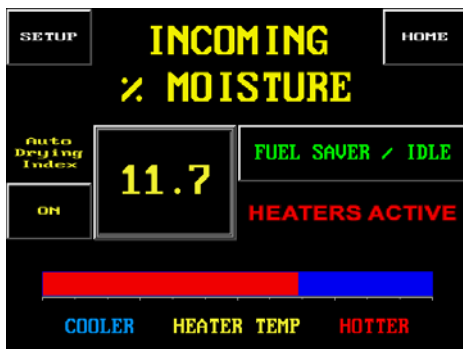 SETUP
INCOMING
HOME
% MOISTURE
Auto
Drying
Index
11.7
FUEL SAVER / IDLE
ON
HEATERS ACTIVE
COOLER HEATER TEMP HOTTER